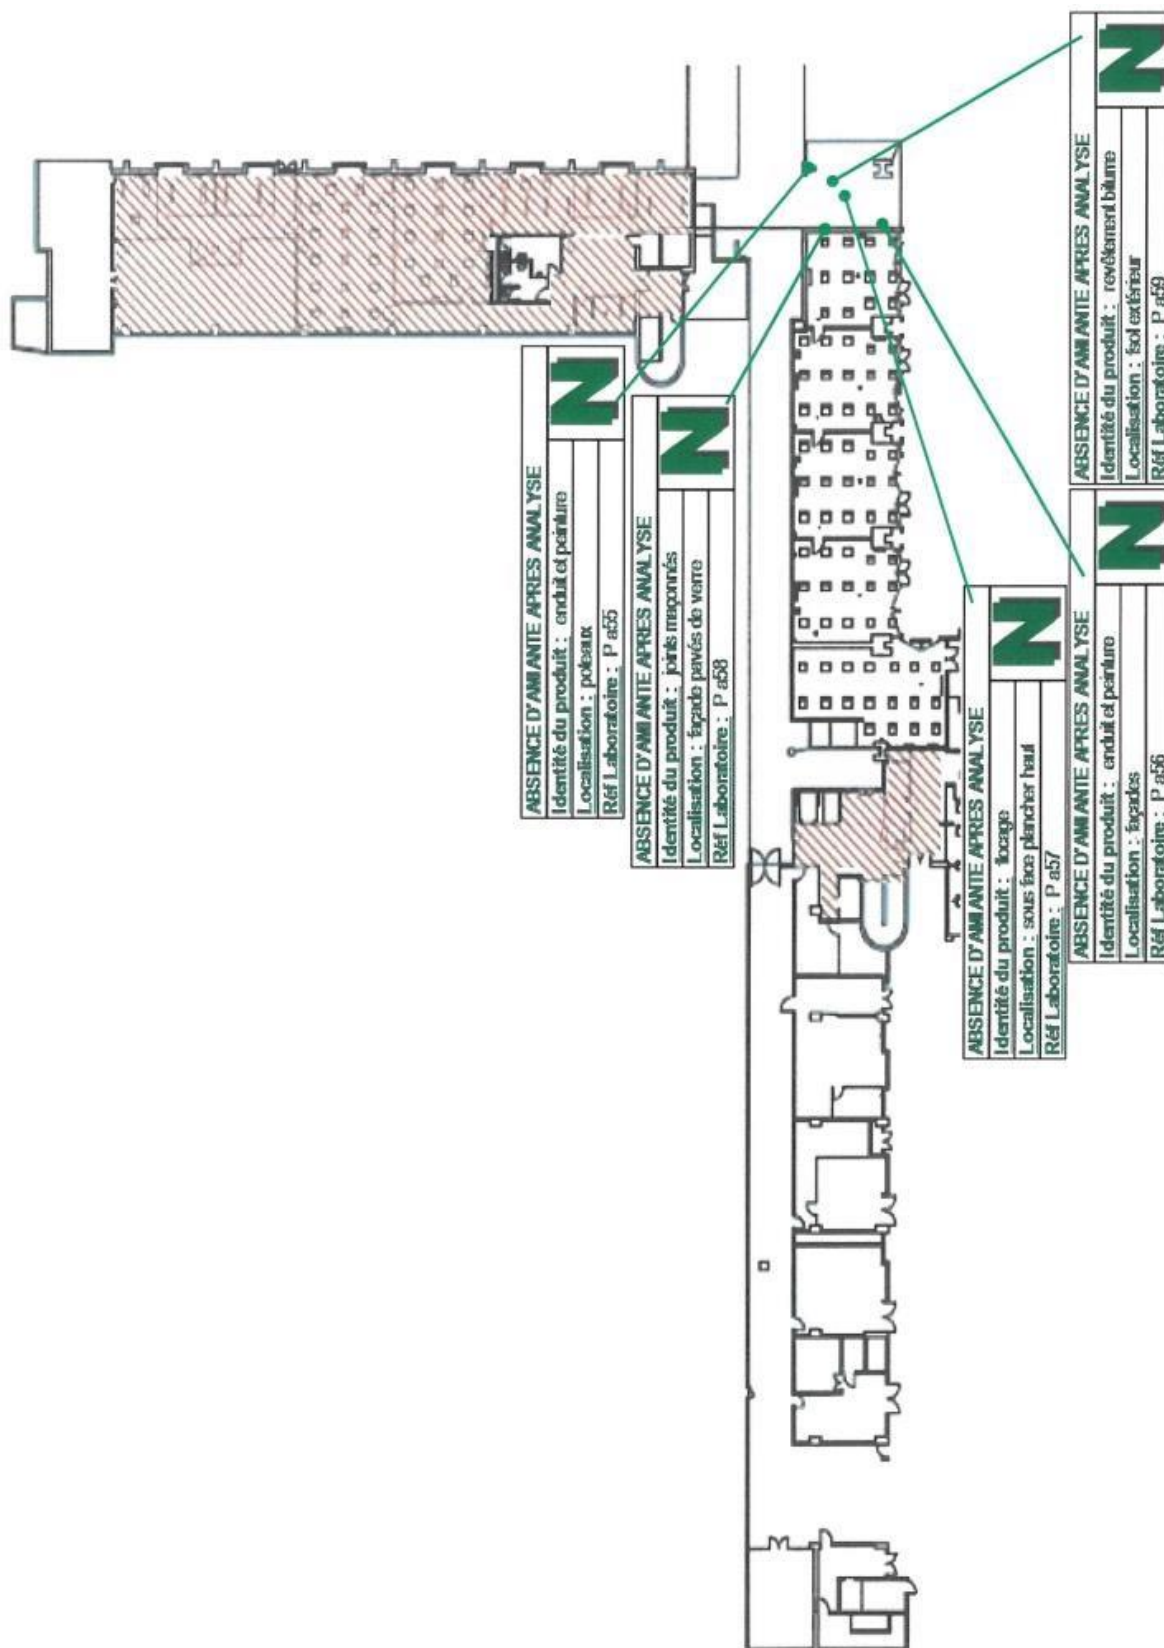 ABSENCE D'AMIANTE APRES ANALYSE
Identité du produit : enduit et peinture
Localisation : poteaux
Réf Laboratoire : P a55
N
ABSENCE D'AMIANTE APRES ANALYSE
Identité du produit : joints maçonnés
Localisation : façade pavés de verre
Réf Laboratoire : P a58
N
ABSENCE D'AMIANTE APRES ANALYSE
Identité du produit : flocage
Localisation : sous face plancher haut
Réf Laboratoire : P a57
N
ABSENCE D'AMIANTE APRES ANALYSE
Identité du produit : enduit et peinture
Localisation : façades
Réf Laboratoire : P a56
N
ABSENCE D'AMIANTE APRES ANALYSE
Identité du produit : revêtement bitume
Localisation : !sol extérieur
Réf Laboratoire : P a59
N